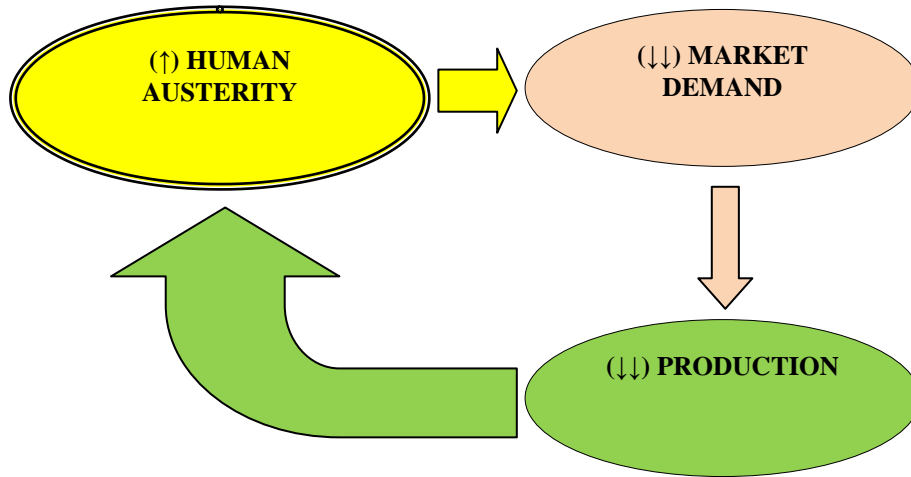 (↑) HUMAN
AUSTERITY
(↓↓) MARKET
DEMAND
(↓↓) PRODUCTION